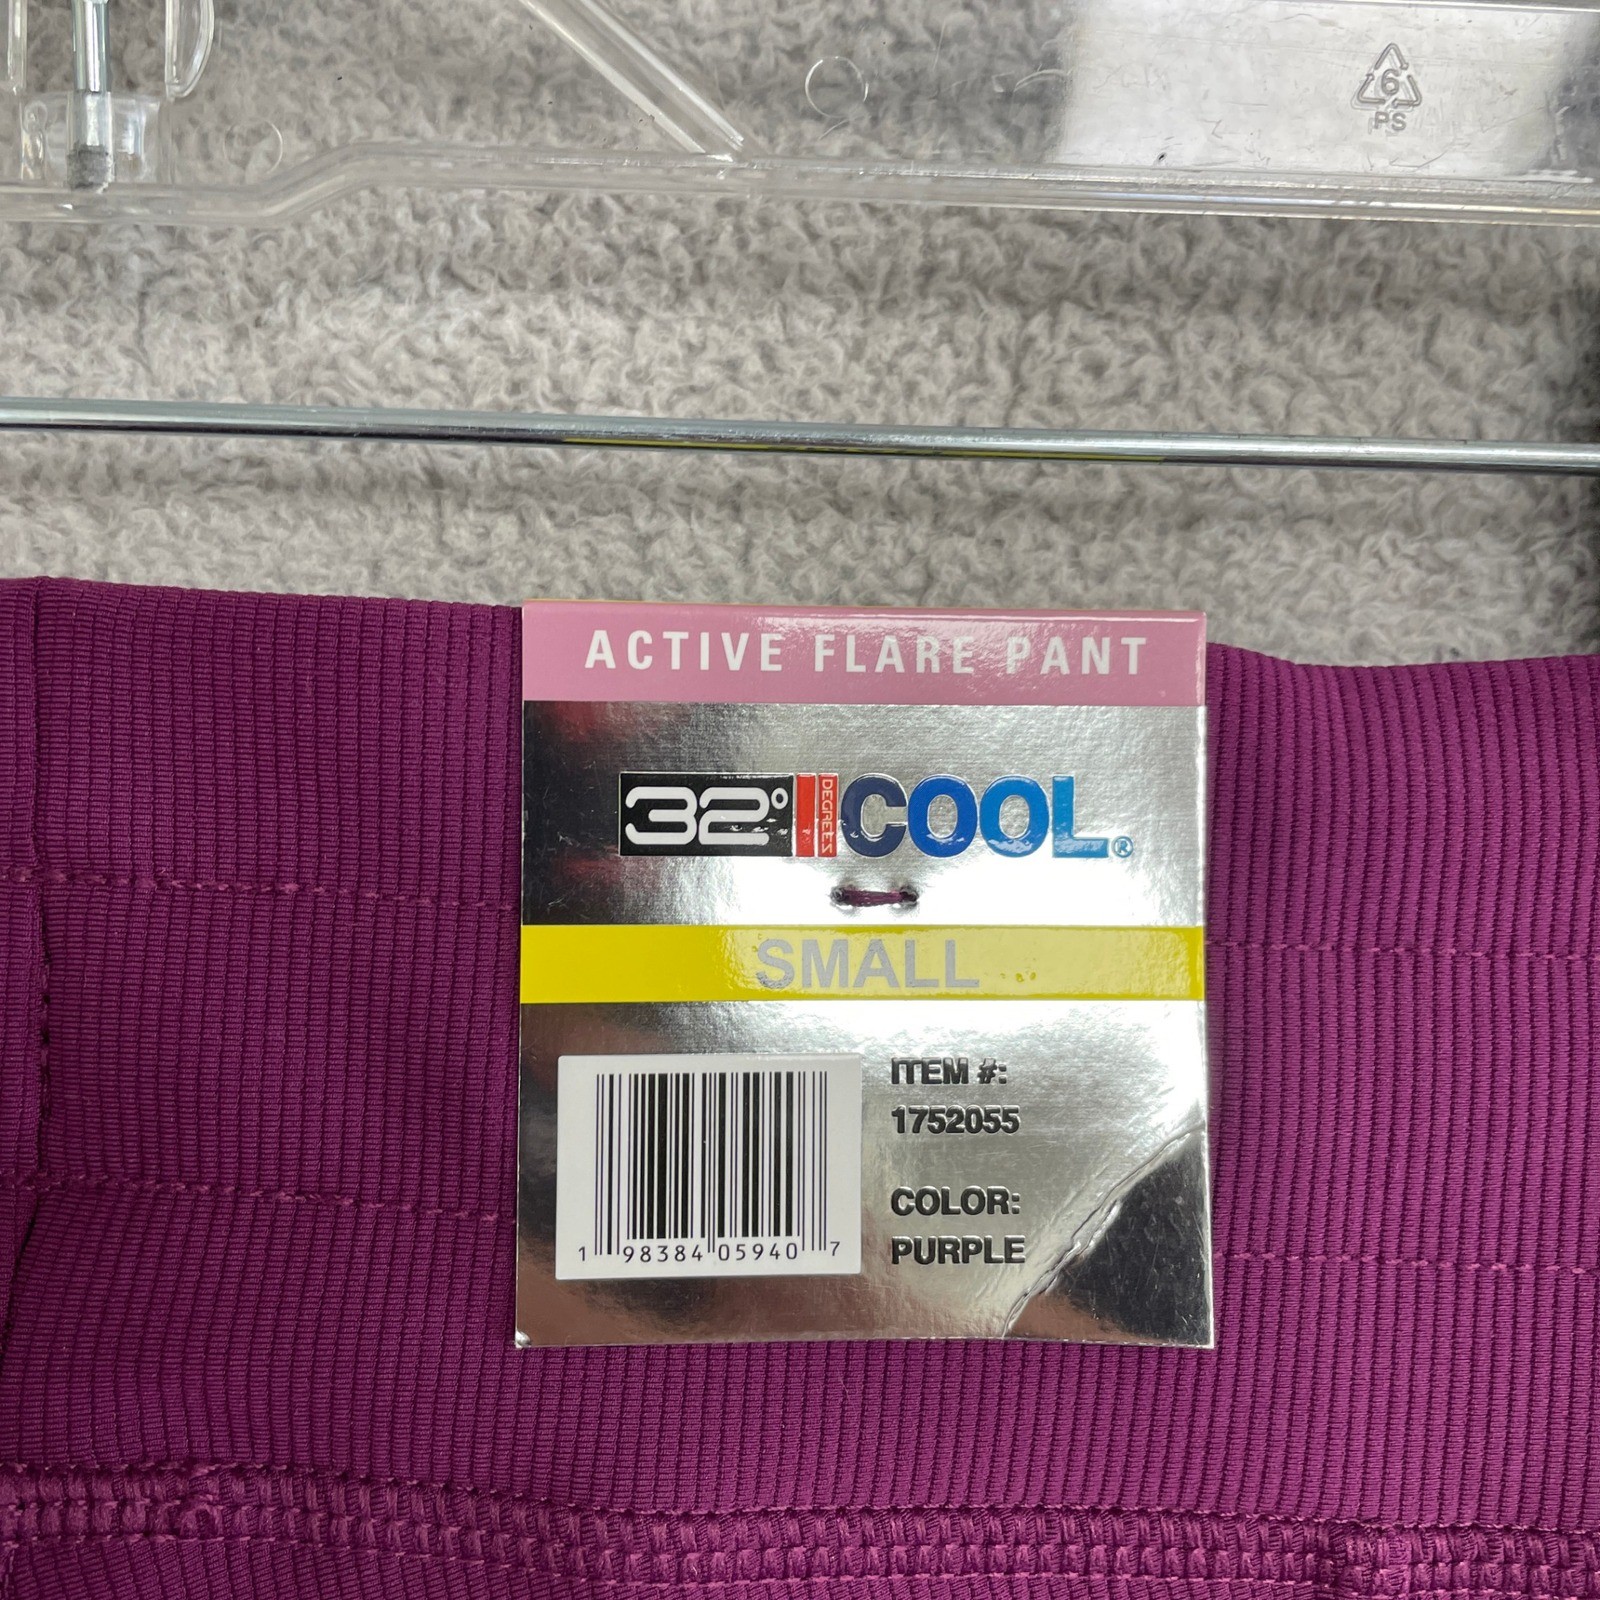 6
PS
ACTIVE FLARE PANT
32° DEGREES COOL®
SMALL
ITEM #:
1752055
COLOR:
PURPLE
1 98384 05940 7